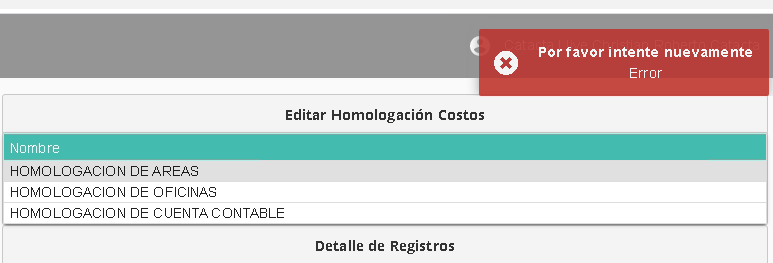 Por favor intente nuevamente
Error
Editar Homologación Costos
Nombre
HOMOLOGACION DE AREAS
HOMOLOGACION DE OFICINAS
HOMOLOGACION DE CUENTA CONTABLE
Detalle de Registros